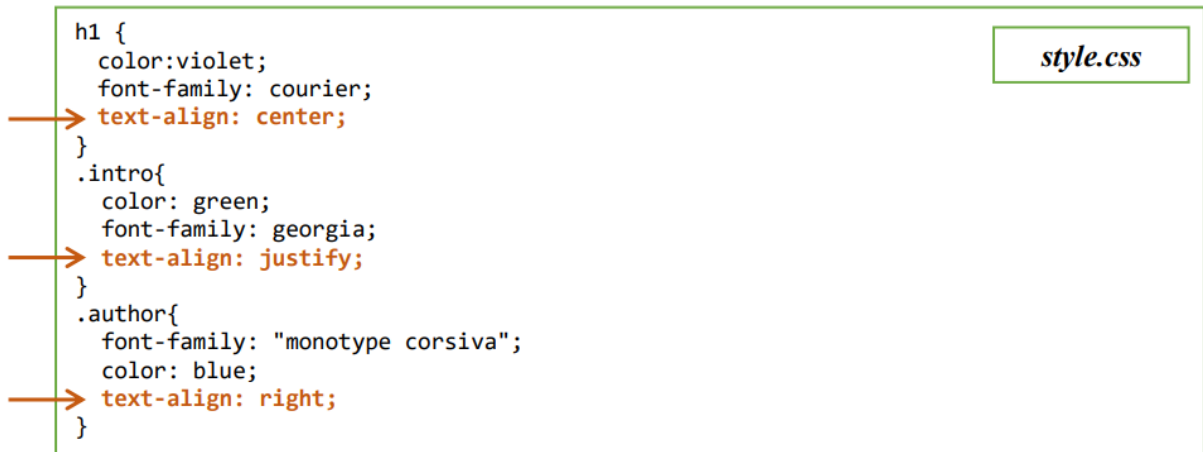 h1 {
color:violet;
font-family: courier;
text-align: center;
}
.intro{
color: green;
font-family: georgia;
text-align: justify;
}
.author{
font-family: "monotype corsiva";
color: blue;
text-align: right;
}
style.css